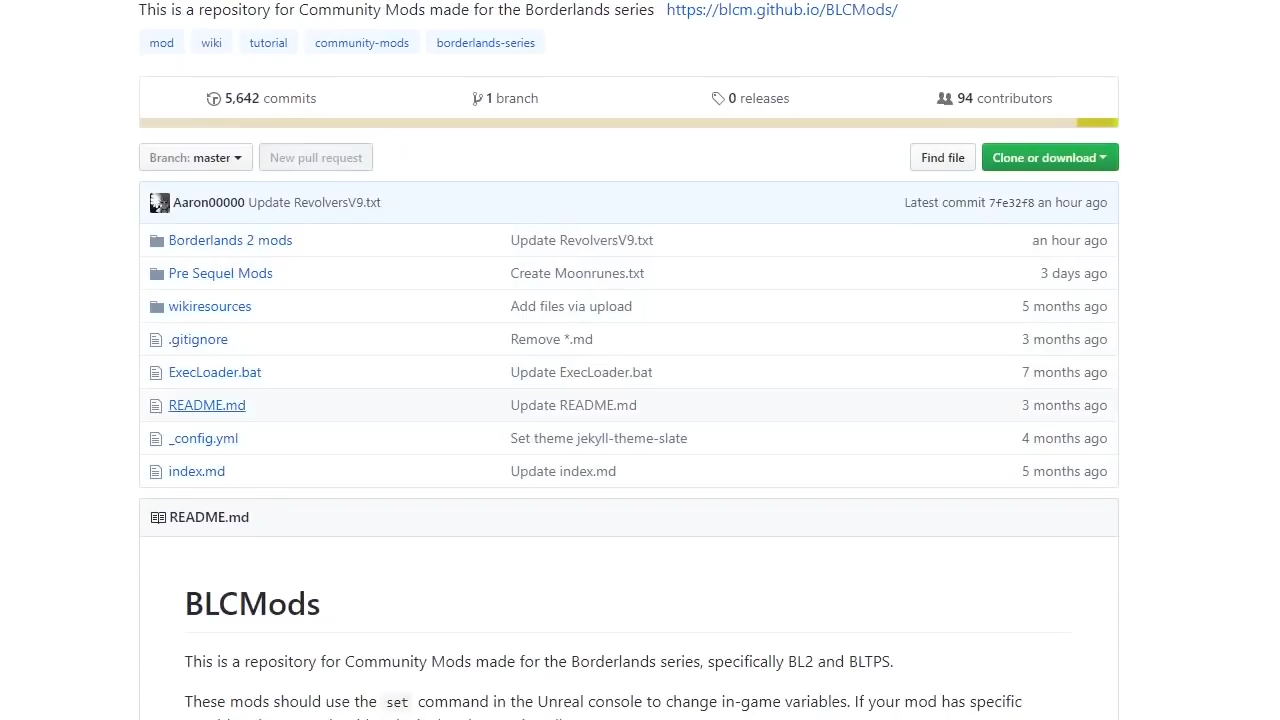 This is a repository for Community Mods made for the Borderlands series https://blcm.github.io/BLCMods/
mod wiki tutorial community-mods borderlands-series
5,642 commits 1 branch 0 releases 94 contributors
Branch: master New pull request Find file Clone or download
Aaron00000 Update RevolversV9.txt Latest commit 7fe32f8 an hour ago
Borderlands 2 mods Update RevolversV9.txt an hour ago
Pre Sequel Mods Create Moonrunes.txt 3 days ago
wikiresources Add files via upload 5 months ago
.gitignore Remove *.md 3 months ago
ExecLoader.bat Update ExecLoader.bat 7 months ago
README.md Update README.md 3 months ago
_config.yml Set theme jekyll-theme-slate 4 months ago
index.md Update index.md 5 months ago
README.md
BLCMods
This is a repository for Community Mods made for the Borderlands series, specifically BL2 and BLTPS.
These mods should use the set command in the Unreal console to change in-game variables. If your mod has specific